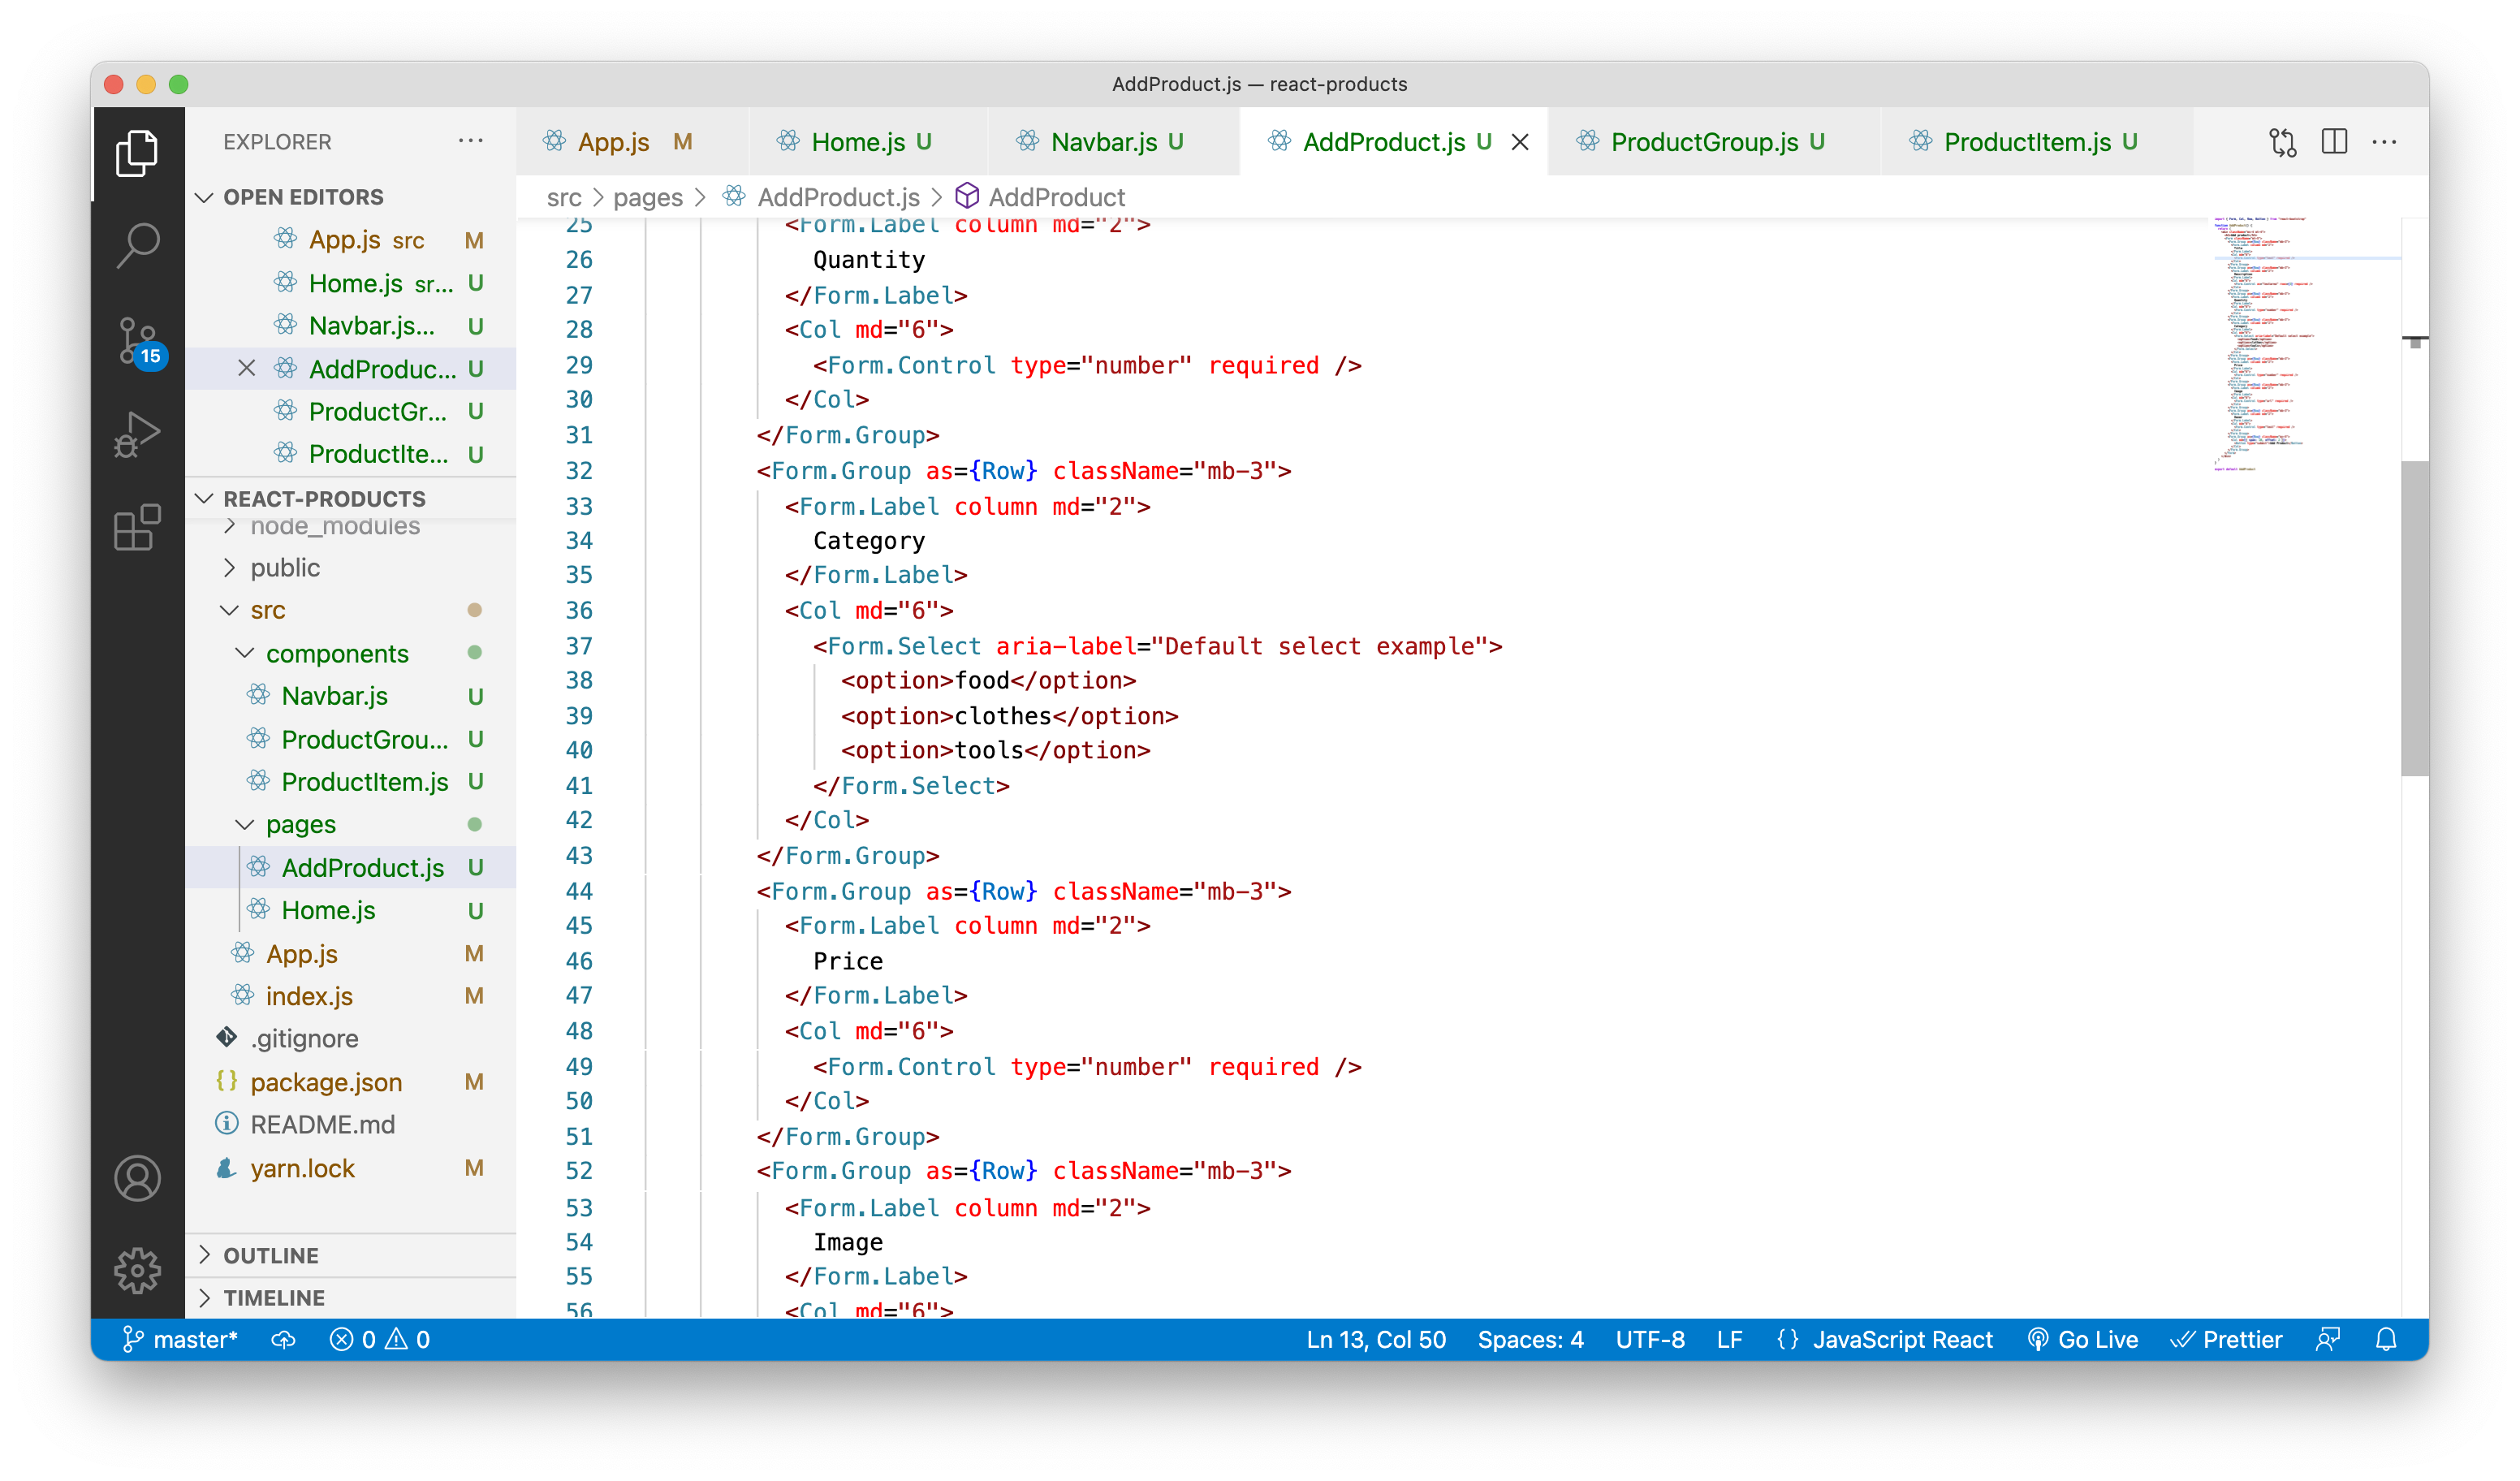 AddProduct.js — react-products
EXPLORER ...
App.js M
Home.js U
Navbar.js U
AddProduct.js U
ProductGroup.js U
ProductItem.js U
src > pages > AddProduct.js > AddProduct
OPEN EDITORS
App.js src M
Home.js sr... U
Navbar.js... U
AddProduc... U
ProductGr... U
ProductIte... U
15
REACT-PRODUCTS
node_modules
public
src
components
Navbar.js U
ProductGrou... U
ProductItem.js U
pages
AddProduct.js U
Home.js U
App.js M
index.js M
.gitignore
package.json M
README.md
yarn.lock M
OUTLINE
TIMELINE
25 <Form.Label column md="2">
26 Quantity
27 </Form.Label>
28 <Col md="6">
29 <Form.Control type="number" required />
30 </Col>
31 </Form.Group>
32 <Form.Group as={Row} className="mb-3">
33 <Form.Label column md="2">
34 Category
35 </Form.Label>
36 <Col md="6">
37 <Form.Select aria-label="Default select example">
38 <option>food</option>
39 <option>clothes</option>
40 <option>tools</option>
41 </Form.Select>
42 </Col>
43 </Form.Group>
44 <Form.Group as={Row} className="mb-3">
45 <Form.Label column md="2">
46 Price
47 </Form.Label>
48 <Col md="6">
49 <Form.Control type="number" required />
50 </Col>
51 </Form.Group>
52 <Form.Group as={Row} className="mb-3">
53 <Form.Label column md="2">
54 Image
55 </Form.Label>
56 <Col md="6">
master* 0 0 Ln 13, Col 50 Spaces: 4 UTF-8 LF {} JavaScript React Go Live Prettier